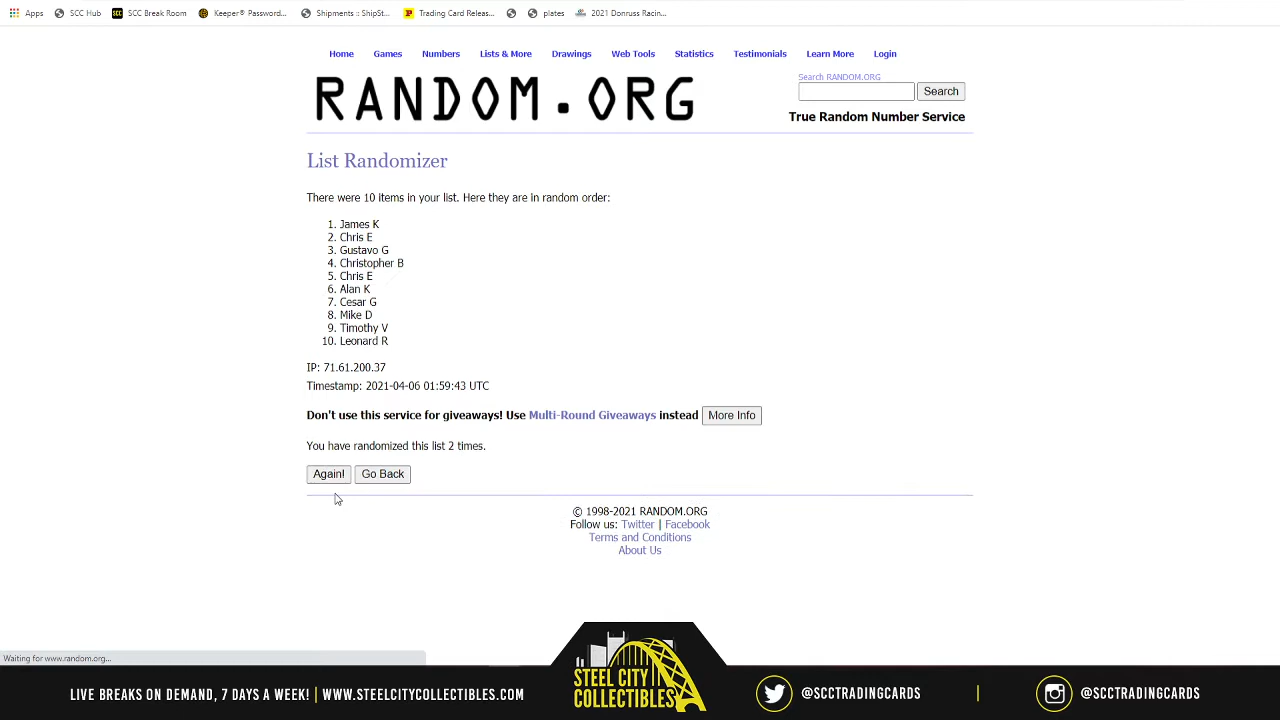 Apps SCC Hub SCC Break Room Keeper® Password... Shipments :: ShipSt... Trading Card Releas... plates 2021 Donruss Racin...
Home Games Numbers Lists & More Drawings Web Tools Statistics Testimonials Learn More Login
RANDOM.ORG
Search RANDOM.ORG
Search
True Random Number Service
List Randomizer
There were 10 items in your list. Here they are in random order:
1. James K
2. Chris E
3. Gustavo G
4. Christopher B
5. Chris E
6. Alan K
7. Cesar G
8. Mike D
9. Timothy V
10. Leonard R
IP: 71.61.200.37
Timestamp: 2021-04-06 01:59:43 UTC
Don't use this service for giveaways! Use Multi-Round Giveaways instead More Info
You have randomized this list 2 times.
Again! Go Back
© 1998-2021 RANDOM.ORG
Follow us: Twitter | Facebook
Terms and Conditions
About Us
Waiting for www.random.org...
LIVE BREAKS ON DEMAND, 7 DAYS A WEEK! | WWW.STEELCITYCOLLECTIBLES.COM
STEEL CITY
COLLECTIBLES
@SCCTRADINGCARDS | @SCCTRADINGCARDS